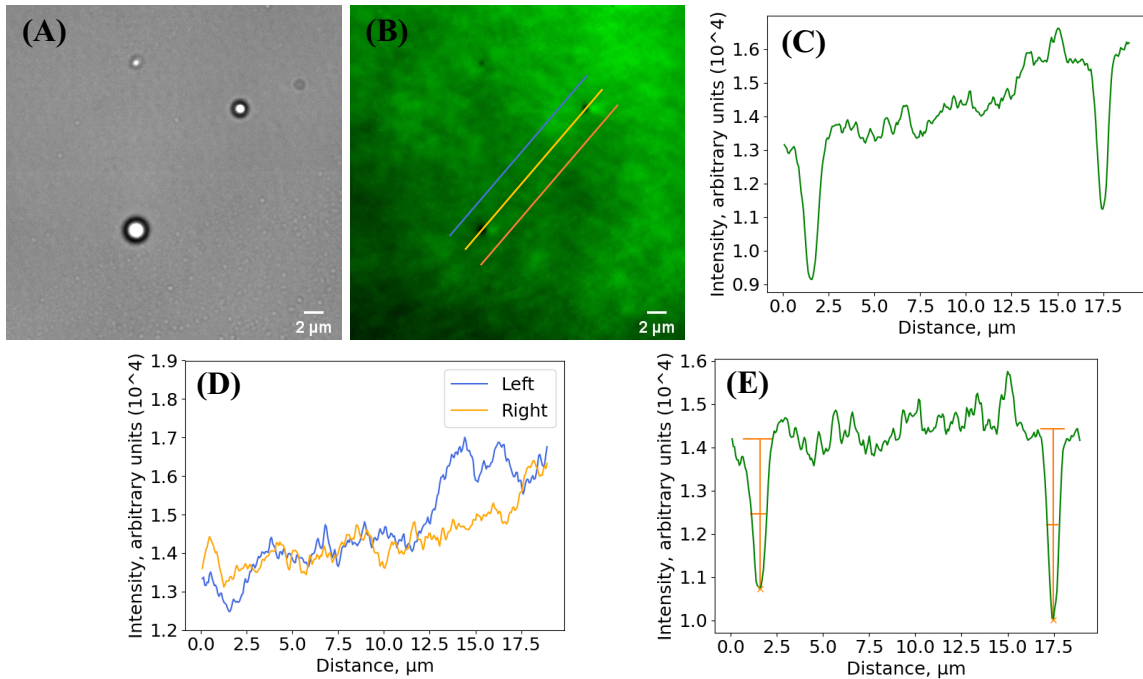 (A)
2 μm
(B)
2 μm
(C)
Intensity, arbitrary units (10^4)
1.6
1.5
1.4
1.3
1.2
1.1
1.0
0.9
0.0 2.5 5.0 7.5 10.0 12.5 15.0 17.5
Distance, μm
(D)
Intensity, arbitrary units (10^4)
1.9
1.8
1.7
1.6
1.5
1.4
1.3
1.2
Left
Right
0.0 2.5 5.0 7.5 10.0 12.5 15.0 17.5
Distance, μm
(E)
Intensity, arbitrary units (10^4)
1.6
1.5
1.4
1.3
1.2
1.1
1.0
0.0 2.5 5.0 7.5 10.0 12.5 15.0 17.5
Distance, μm